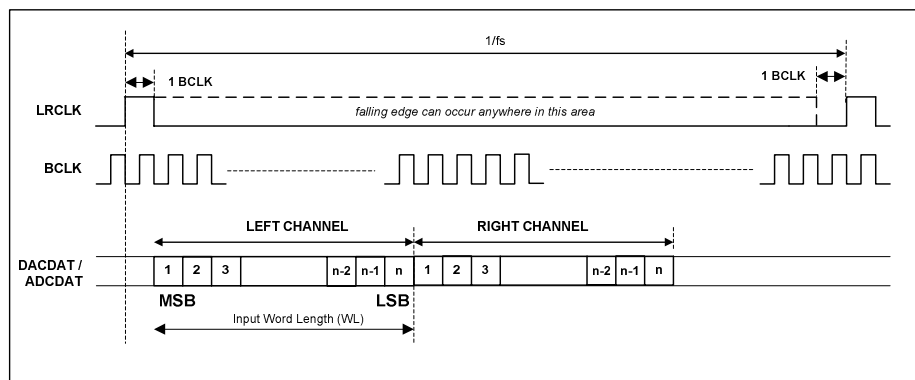 1/fs
1 BCLK
1 BCLK
LRCLK
falling edge can occur anywhere in this area
BCLK
LEFT CHANNEL
RIGHT CHANNEL
DACDAT /
ADCDAT
1 2 3 n-2 n-1 n 1 2 3 n-2 n-1 n
MSB
LSB
Input Word Length (WL)